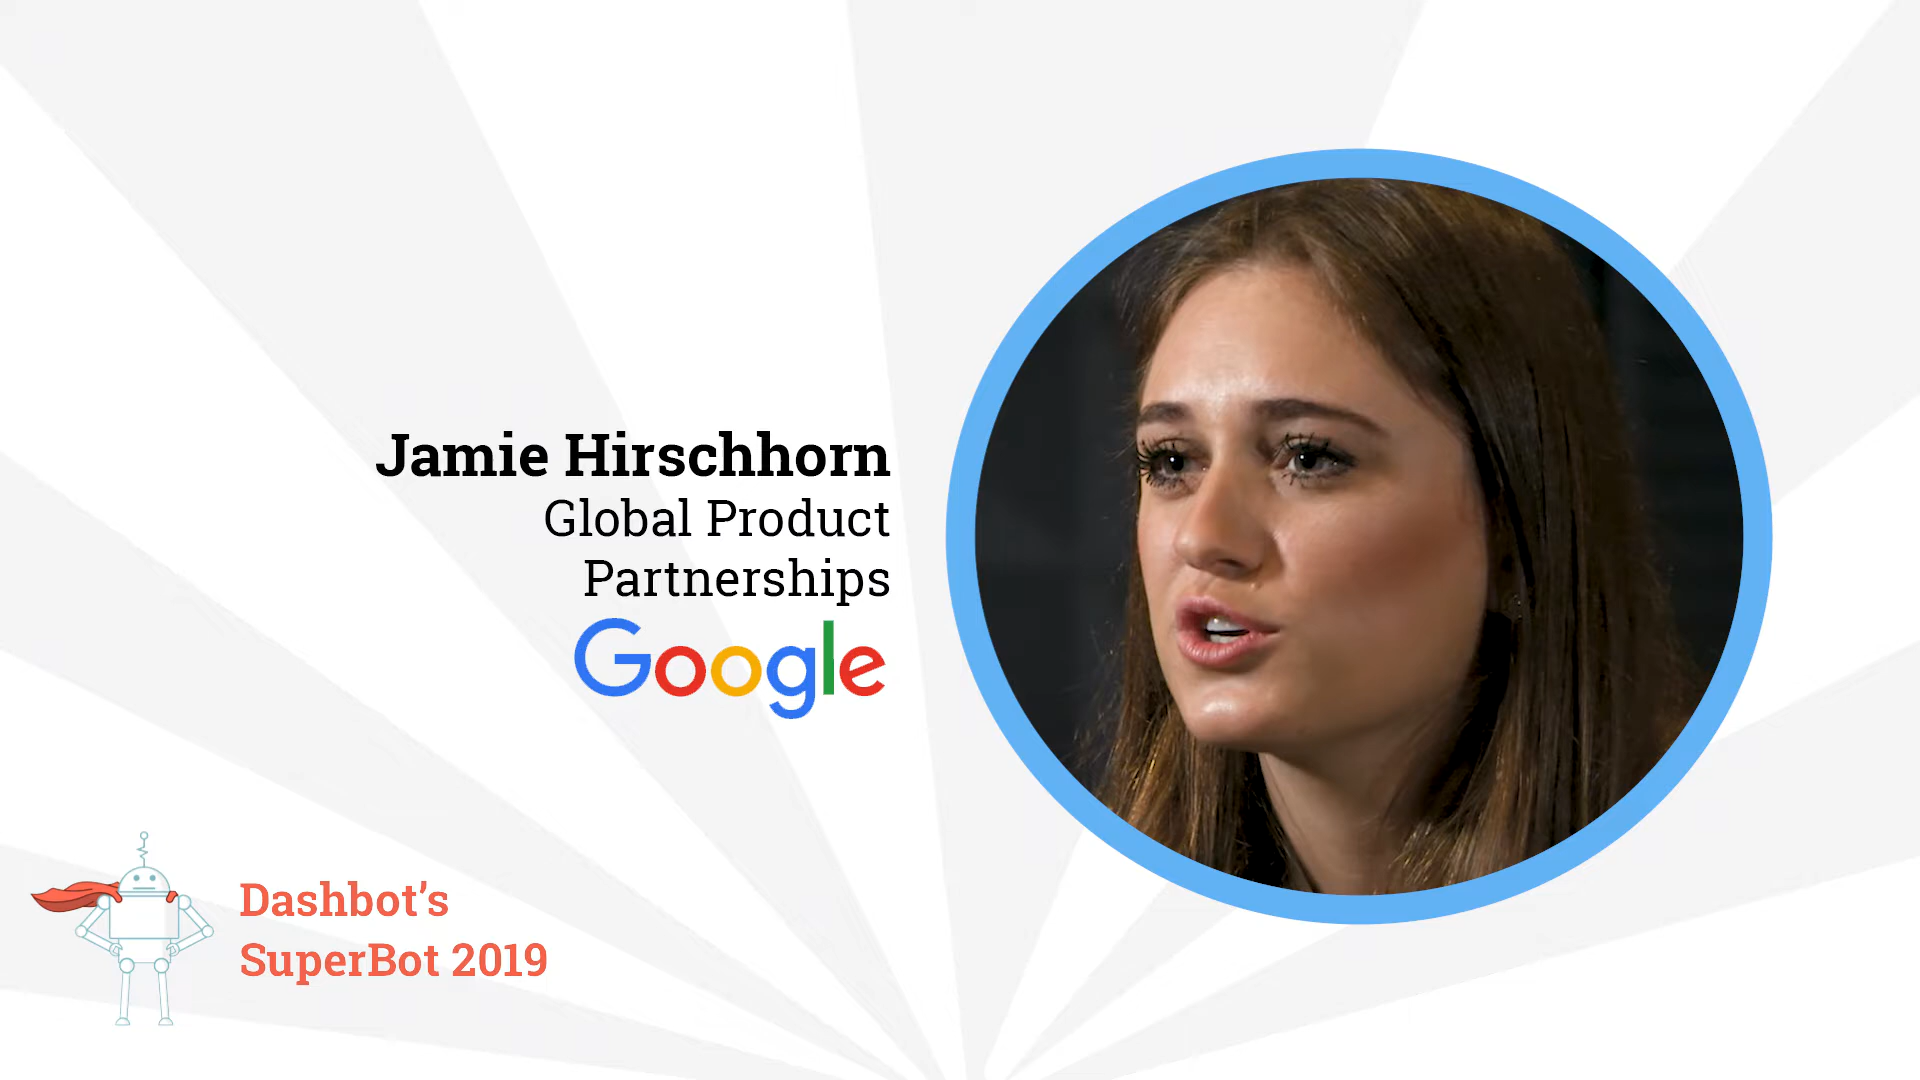 Jamie Hirschhorn
Global Product
Partnerships
Google
Dashbot’s
SuperBot 2019